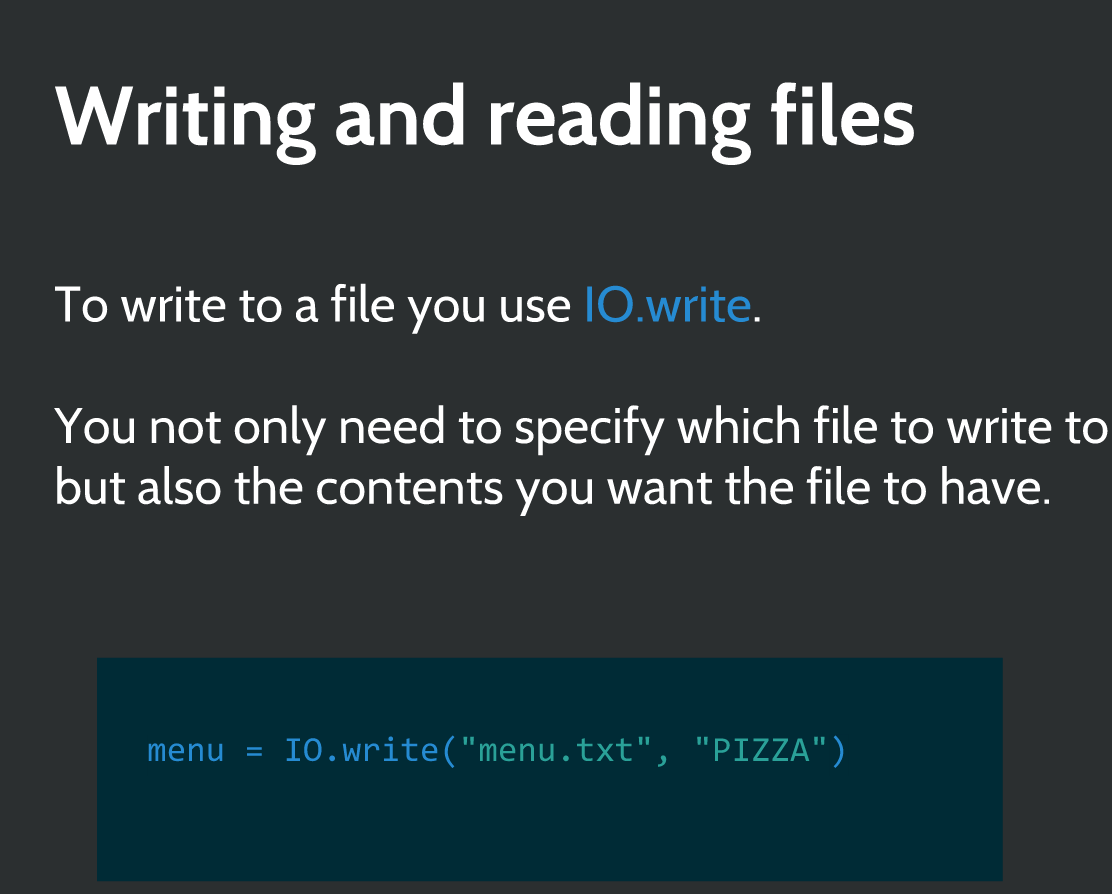 Writing and reading files
To write to a file you use IO.write.
You not only need to specify which file to write to
but also the contents you want the file to have.
menu = IO.write("menu.txt", "PIZZA")